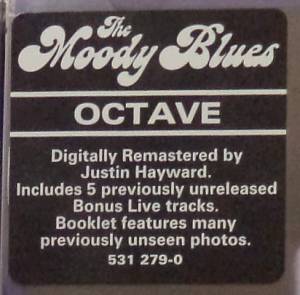 The
Moody Blues
OCTAVE
Digitally Remastered by
Justin Hayward.
Includes 5 previously unreleased
Bonus Live tracks.
Booklet features many
previously unseen photos.
531 279-0